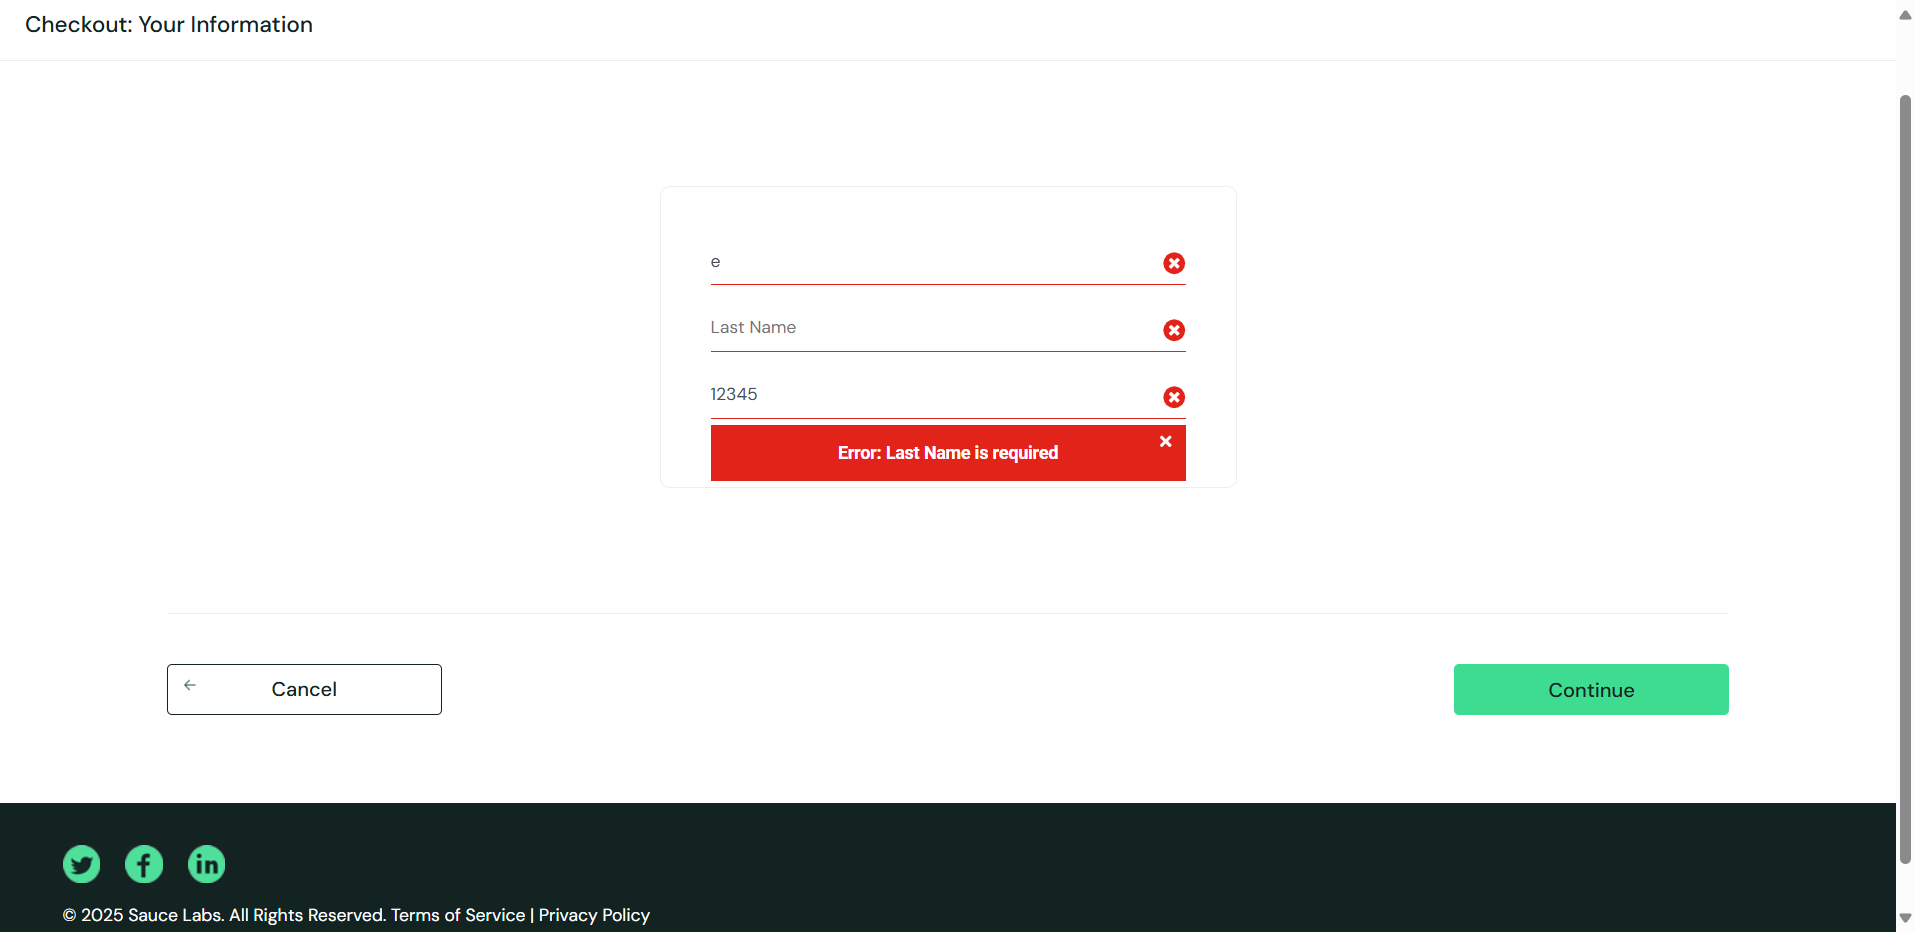 Checkout: Your Information
e
Last Name
12345
Error: Last Name is required
Cancel
Continue
© 2025 Sauce Labs. All Rights Reserved. Terms of Service | Privacy Policy